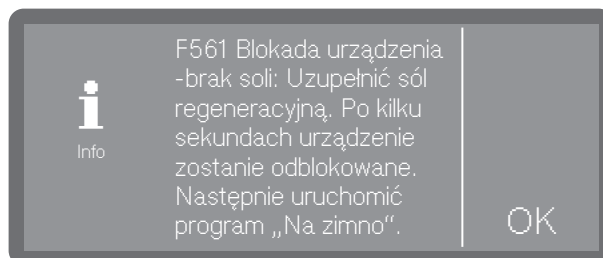 F561 Blokada urządzenia
-brak soli: Uzupełnić sól
regeneracyjną. Po kilku
sekundach urządzenie
zostanie odblokowane.
Następnie uruchomić
program „Na zimno“.
i
Info
OK